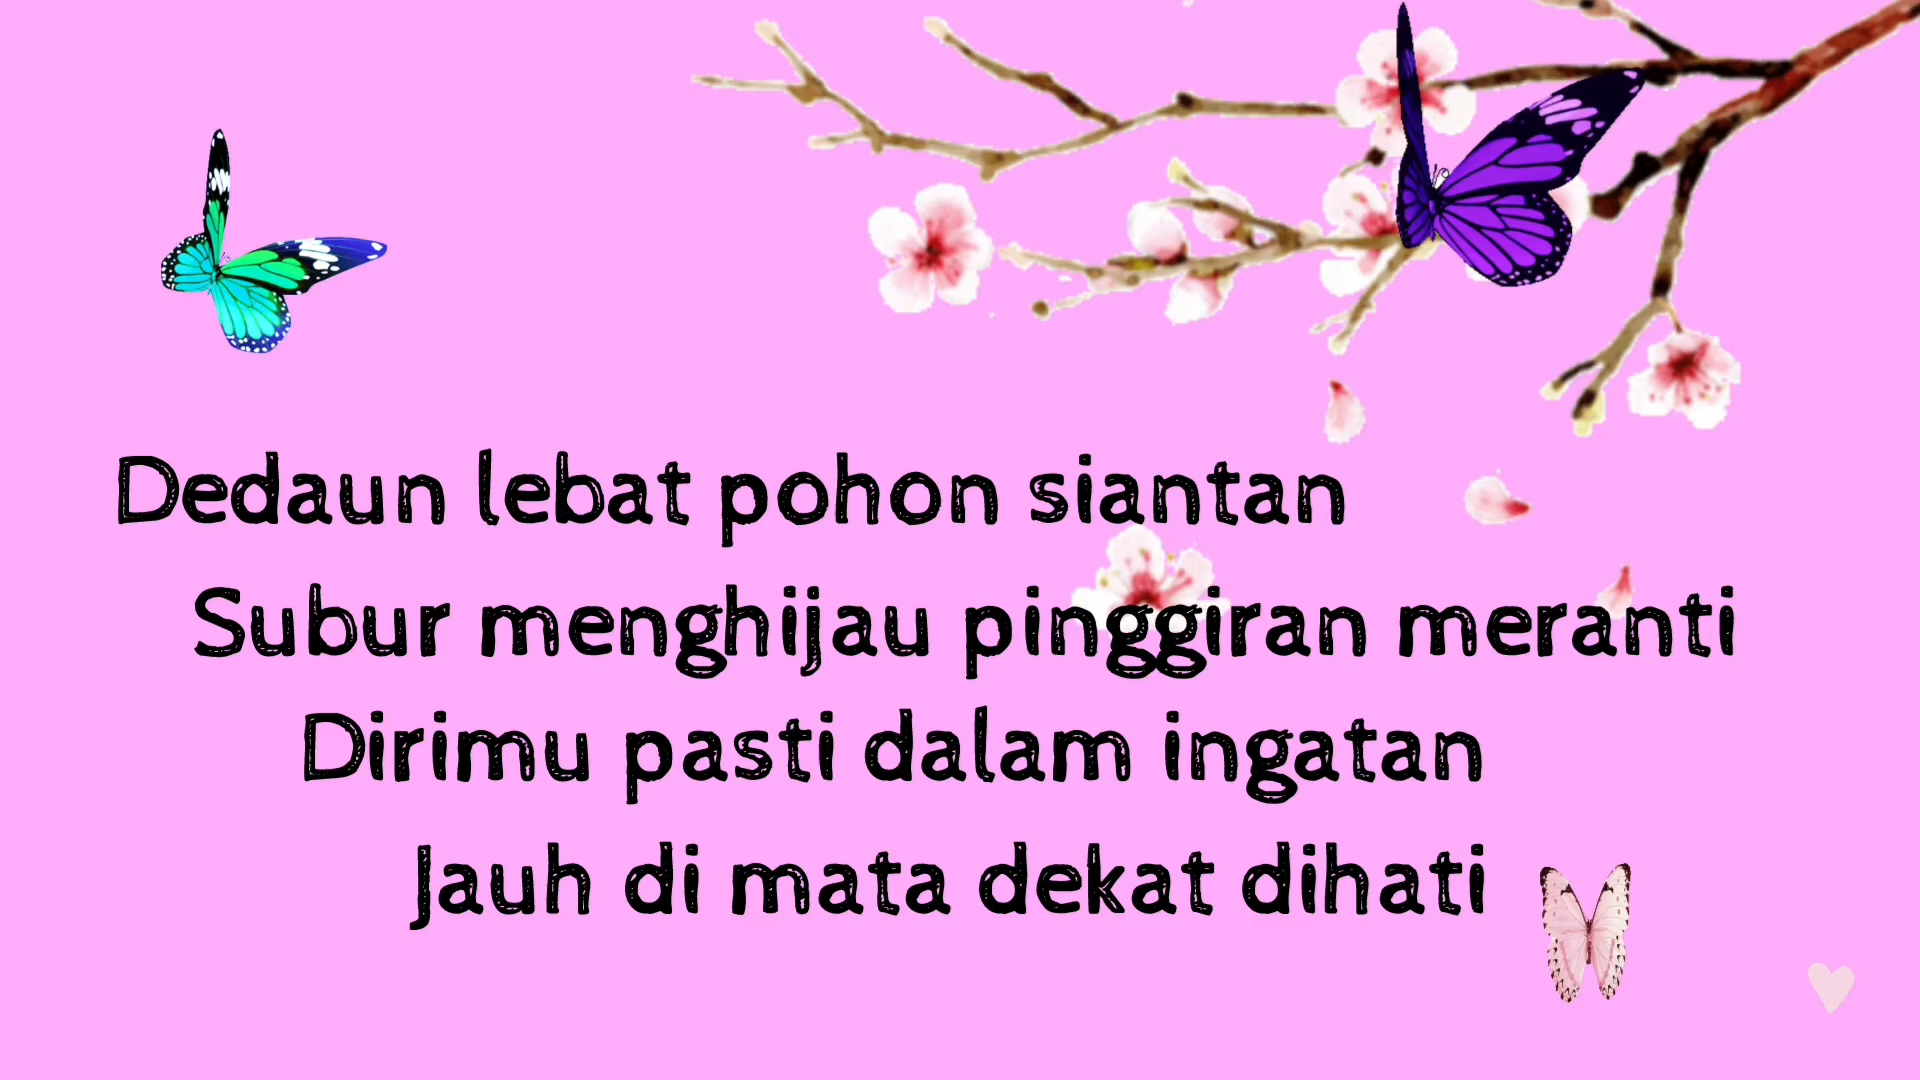 Dedaun lebat pohon siantan
Subur menghijau pinggiran meranti
Dirimu pasti dalam ingatan
Jauh di mata dekat dihati